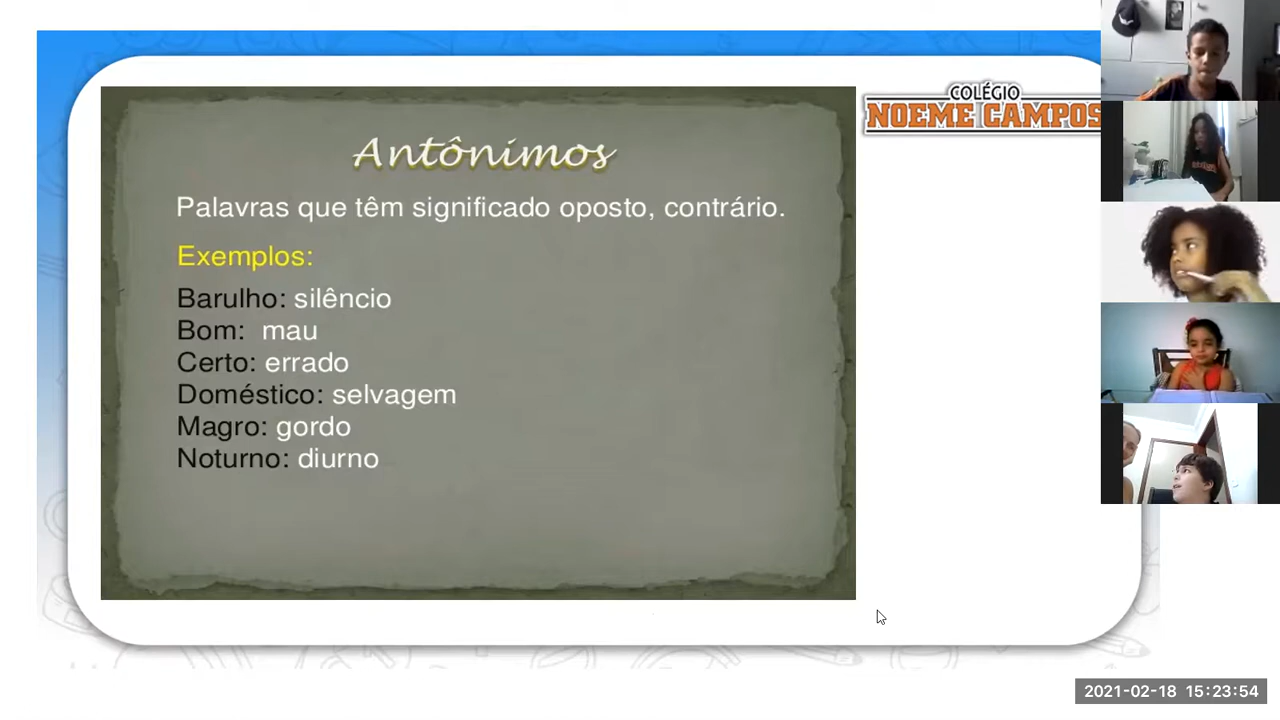 COLÉGIO
NOEME CAMPOS
Antônimos
Palavras que têm significado oposto, contrário.
Exemplos:
Barulho: silêncio
Bom: mau
Certo: errado
Doméstico: selvagem
Magro: gordo
Noturno: diurno
2021-02-18 15:23:54